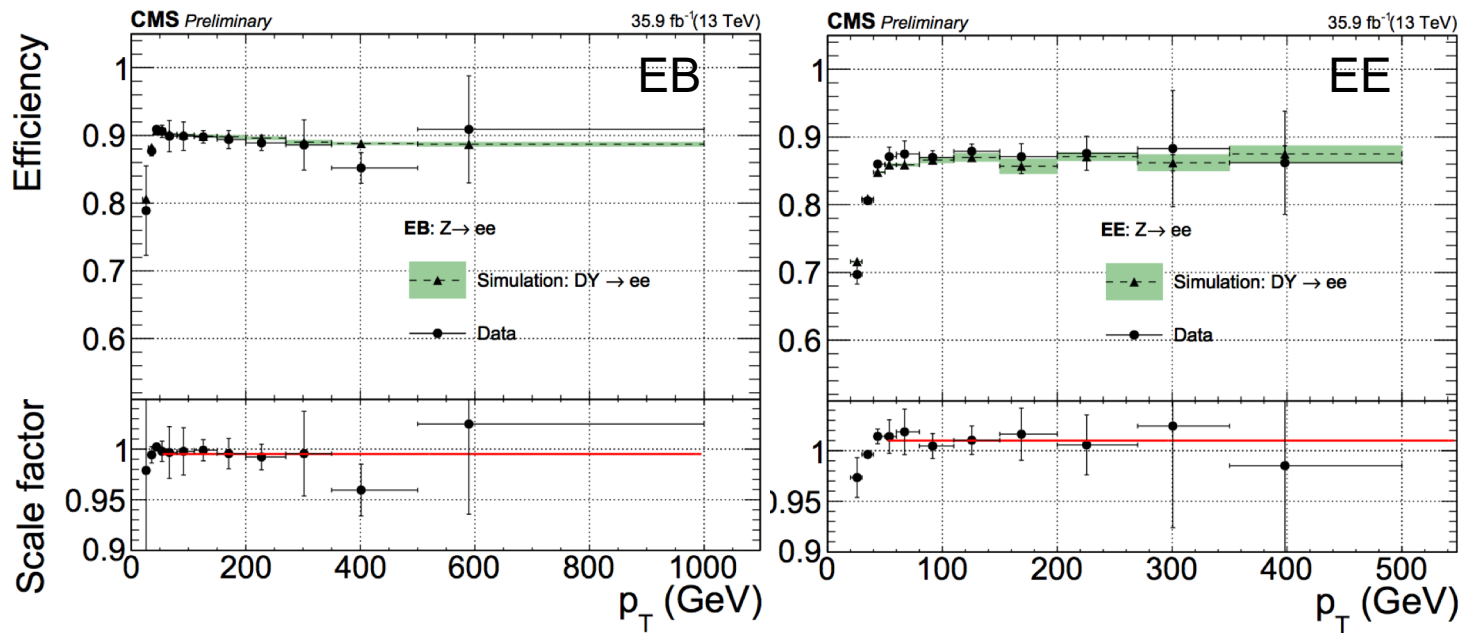 CMS Preliminary 35.9 fb⁻¹(13 TeV)
Efficiency
1
0.9
0.8
0.7
0.6
EB
EB: Z→ ee
Simulation: DY → ee
Data
Scale factor
1
0.95
0.9
0 200 400 600 800 1000
p_T (GeV)
CMS Preliminary 35.9 fb⁻¹(13 TeV)
1
0.9
0.8
0.7
0.6
EE
EE: Z→ ee
Simulation: DY → ee
Data
1
0.95
0.9
0 100 200 300 400 500
p_T (GeV)